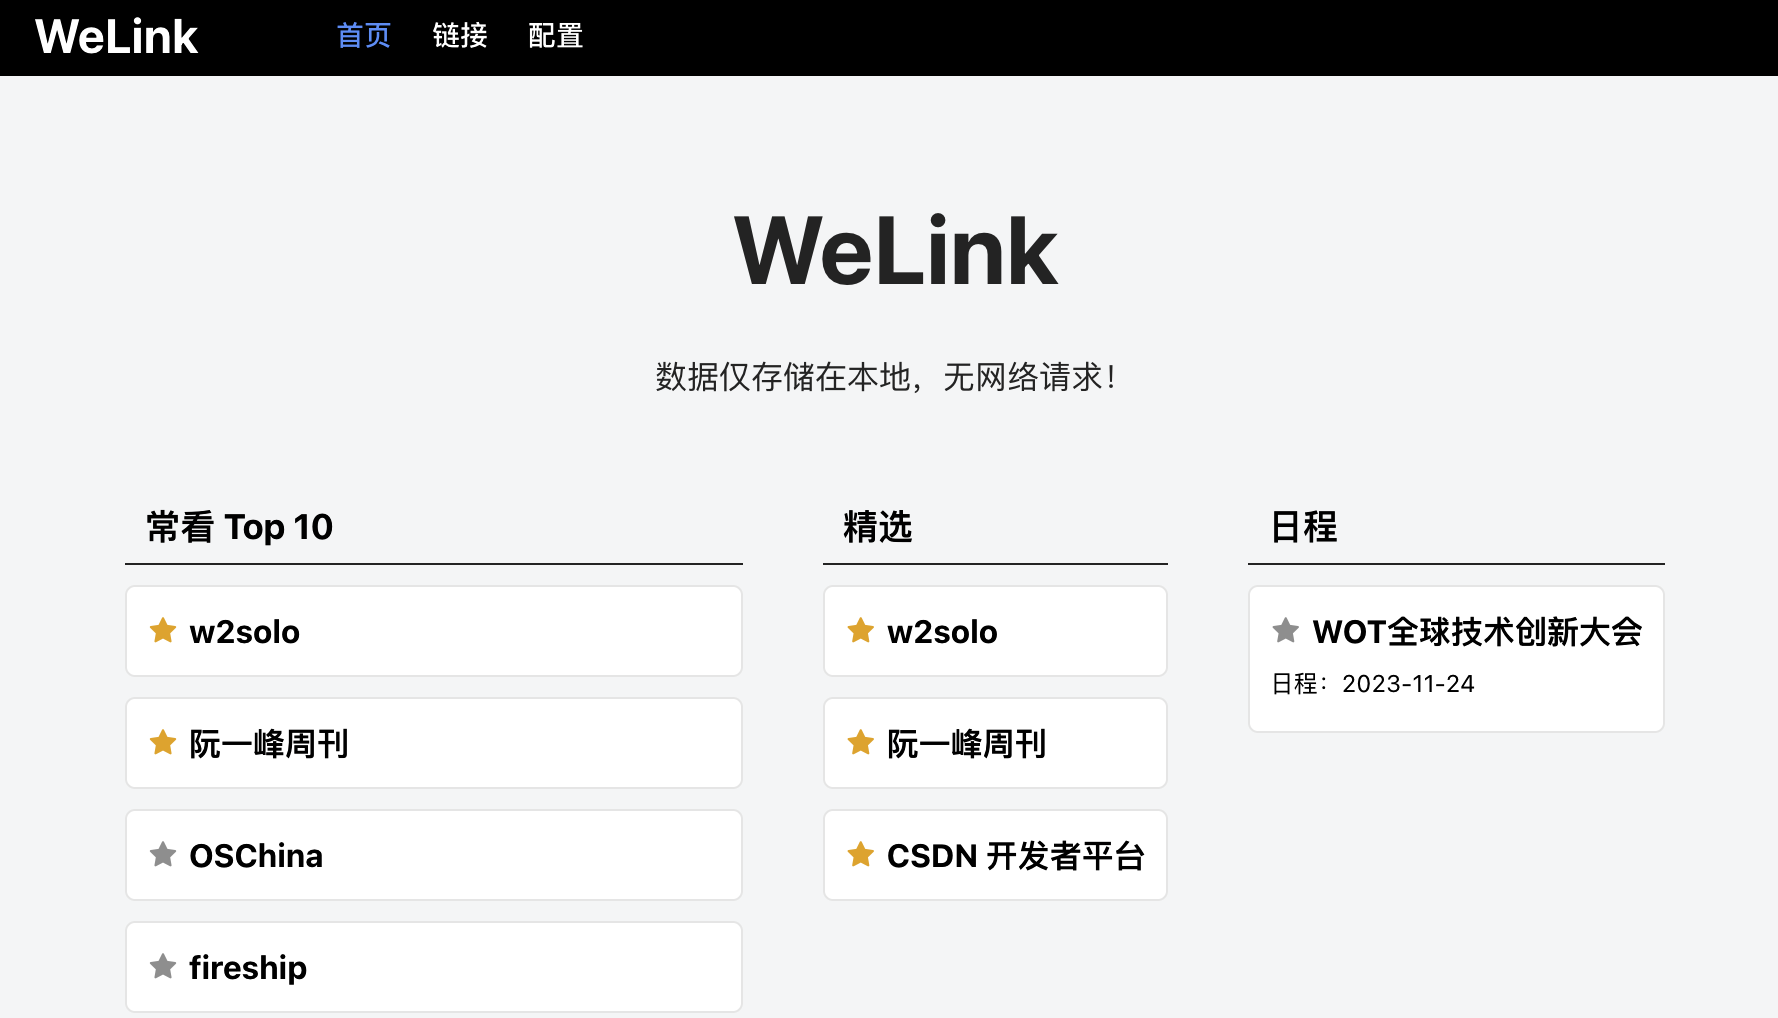 WeLink
首页 链接 配置
WeLink
数据仅存储在本地，无网络请求！
常看 Top 10
w2solo
阮一峰周刊
OSChina
fireship
精选
w2solo
阮一峰周刊
CSDN 开发者平台
日程
WOT全球技术创新大会
日程：2023-11-24